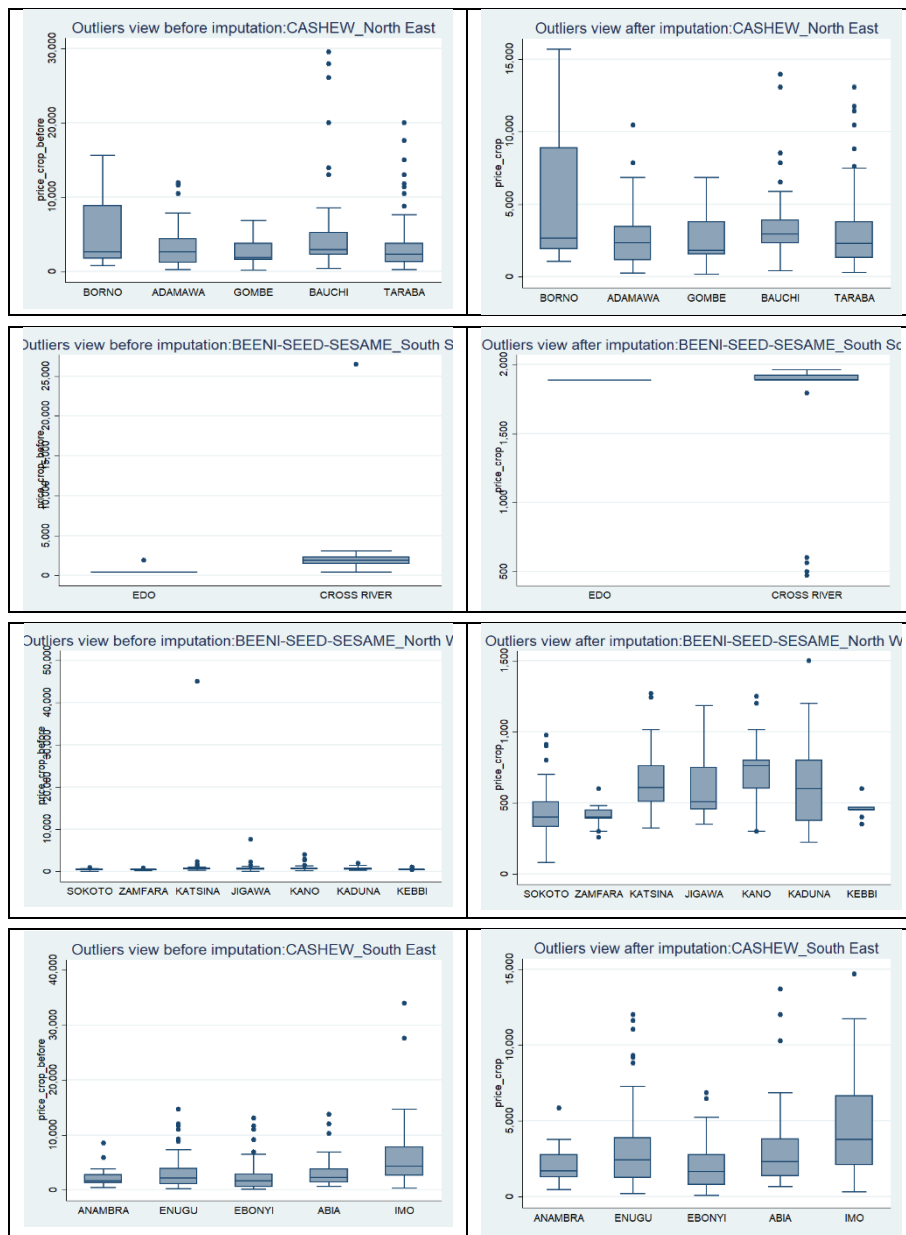 Outliers view before imputation:CASHEW_North East
price_crop_before
30,000
20,000
10,000
0
BORNO ADAMAWA GOMBE BAUCHI TARABA
Outliers view after imputation:CASHEW_North East
price_crop
15,000
10,000
5,000
0
BORNO ADAMAWA GOMBE BAUCHI TARABA
Outliers view before imputation:BEENI-SEED-SESAME_South S
price_crop_before
25,000
20,000
15,000
10,000
5,000
0
EDO CROSS RIVER
Outliers view after imputation:BEENI-SEED-SESAME_South So
price_crop
2,000
1,500
1,000
500
EDO CROSS RIVER
Outliers view before imputation:BEENI-SEED-SESAME_North W
price_crop_before
50,000
40,000
30,000
20,000
10,000
0
SOKOTO ZAMFARA KATSINA JIGAWA KANO KADUNA KEBBI
Outliers view after imputation:BEENI-SEED-SESAME_North W
price_crop
1,500
1,000
500
0
SOKOTO ZAMFARA KATSINA JIGAWA KANO KADUNA KEBBI
Outliers view before imputation:CASHEW_South East
price_crop_before
40,000
30,000
20,000
10,000
0
ANAMBRA ENUGU EBONYI ABIA IMO
Outliers view after imputation:CASHEW_South East
price_crop
15,000
10,000
5,000
0
ANAMBRA ENUGU EBONYI ABIA IMO